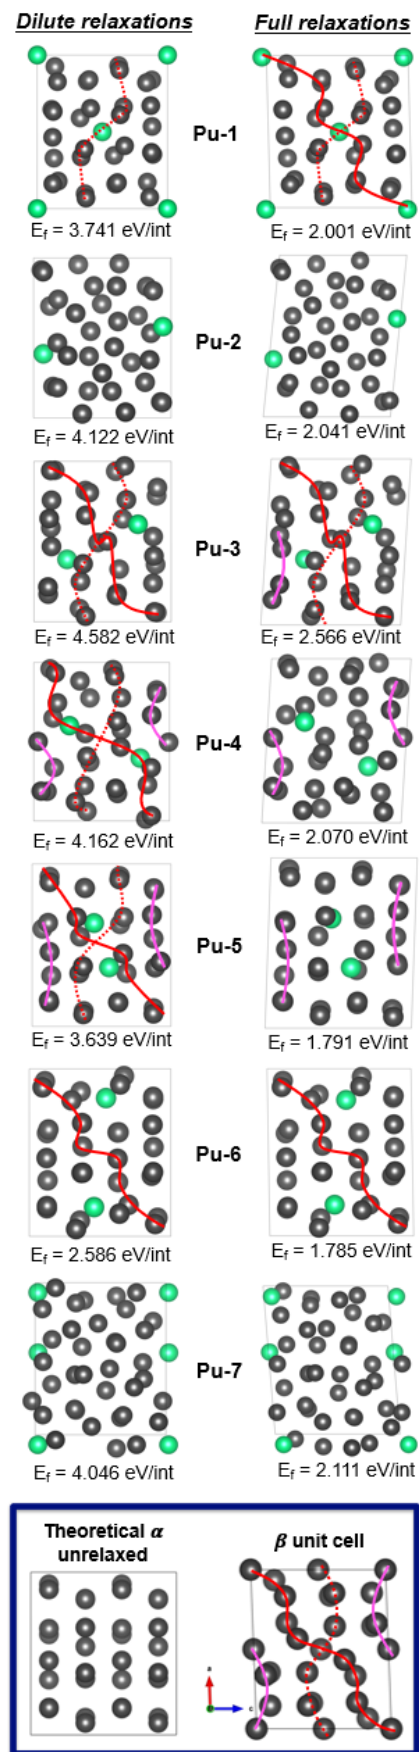 Dilute relaxations Full relaxations
Pu-1
E_f = 3.741 eV/int E_f = 2.001 eV/int
Pu-2
E_f = 4.122 eV/int E_f = 2.041 eV/int
Pu-3
E_f = 4.582 eV/int E_f = 2.566 eV/int
Pu-4
E_f = 4.162 eV/int E_f = 2.070 eV/int
Pu-5
E_f = 3.639 eV/int E_f = 1.791 eV/int
Pu-6
E_f = 2.586 eV/int E_f = 1.785 eV/int
Pu-7
E_f = 4.046 eV/int E_f = 2.111 eV/int
Theoretical α
unrelaxed
β unit cell
a
c